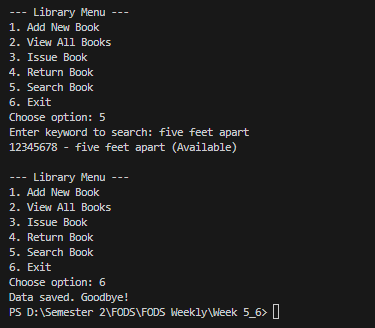 --- Library Menu ---
1. Add New Book
2. View All Books
3. Issue Book
4. Return Book
5. Search Book
6. Exit
Choose option: 5
Enter keyword to search: five feet apart
12345678 - five feet apart (Available)
--- Library Menu ---
1. Add New Book
2. View All Books
3. Issue Book
4. Return Book
5. Search Book
6. Exit
Choose option: 6
Data saved. Goodbye!
PS D:\Semester 2\FODS\FODS Weekly\Week 5_6>